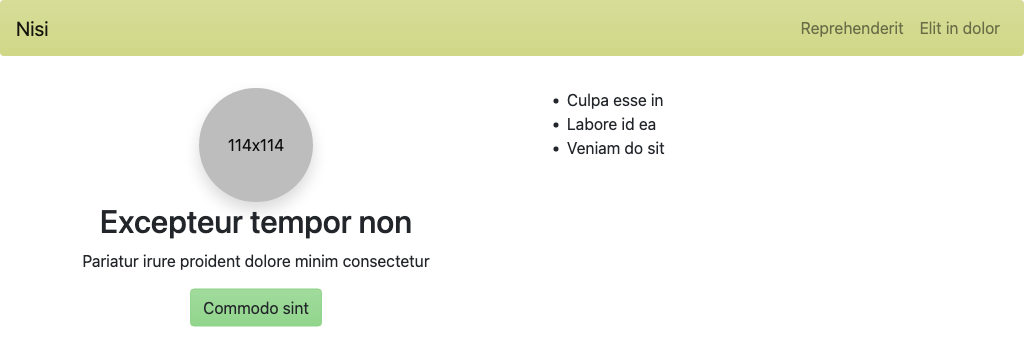 Nisi
Reprehenderit
Elit in dolor
114x114
Excepteur tempor non
Pariatur irure proident dolore minim consectetur
Commodo sint
Culpa esse in
Labore id ea
Veniam do sit